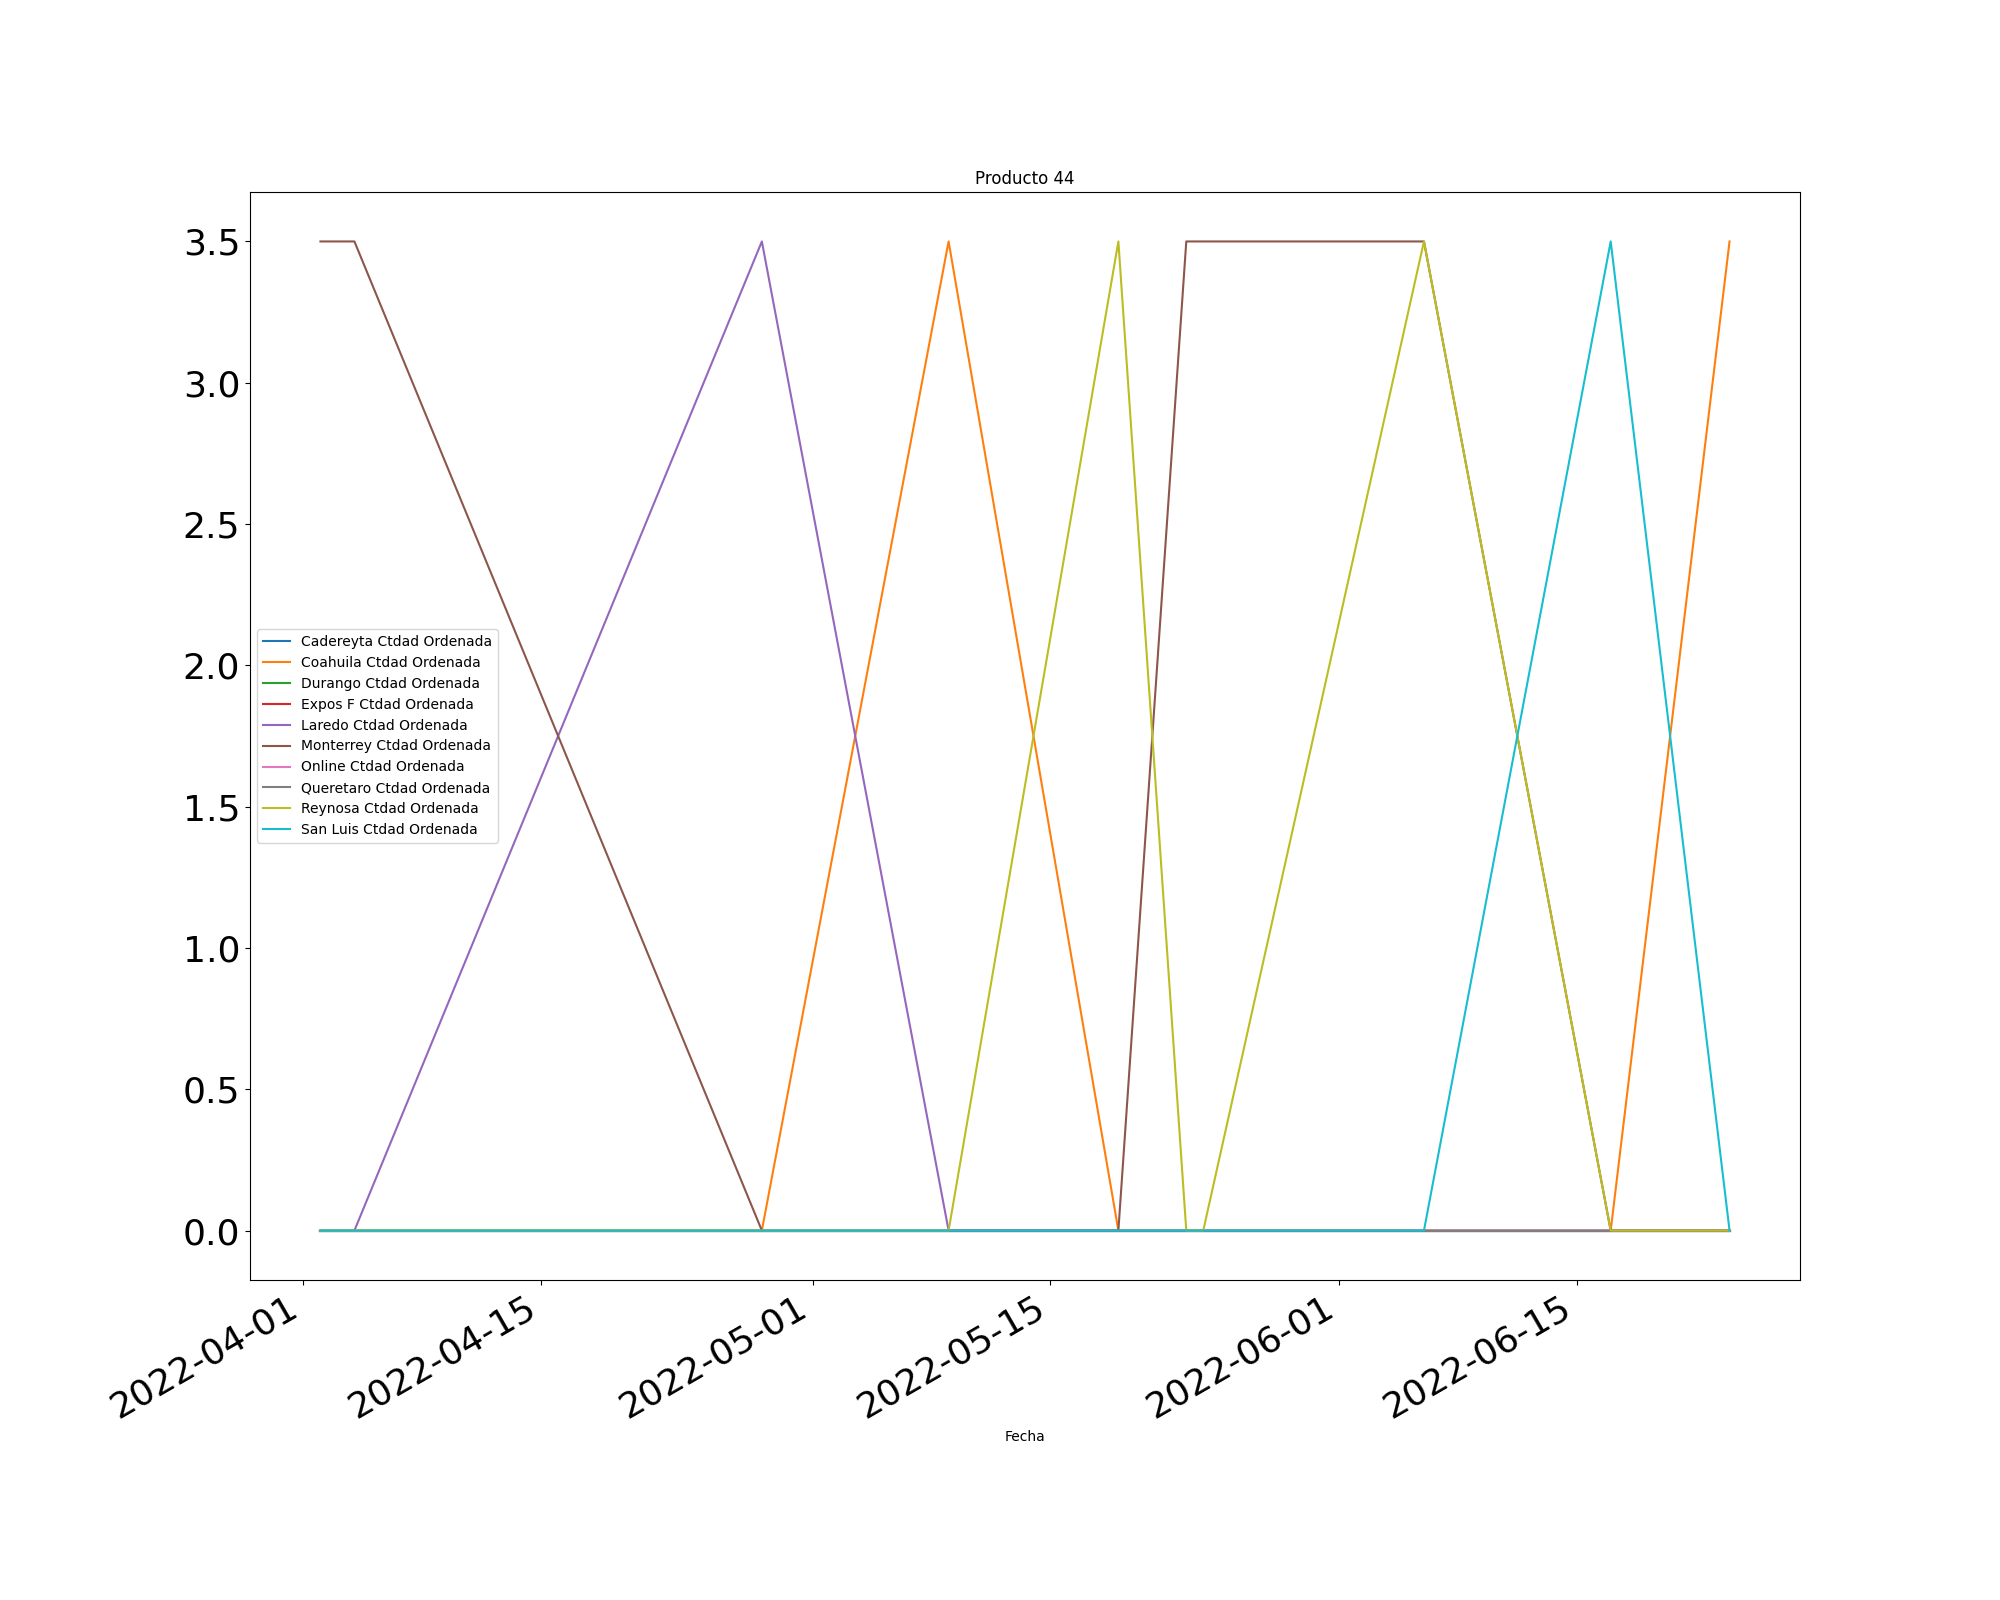 Producto 44
3.5
3.0
2.5
2.0
1.5
1.0
0.5
0.0
Cadereyta Ctdad Ordenada
Coahuila Ctdad Ordenada
Durango Ctdad Ordenada
Expos F Ctdad Ordenada
Laredo Ctdad Ordenada
Monterrey Ctdad Ordenada
Online Ctdad Ordenada
Queretaro Ctdad Ordenada
Reynosa Ctdad Ordenada
San Luis Ctdad Ordenada
2022-04-01
2022-04-15
2022-05-01
2022-05-15
2022-06-01
2022-06-15
Fecha